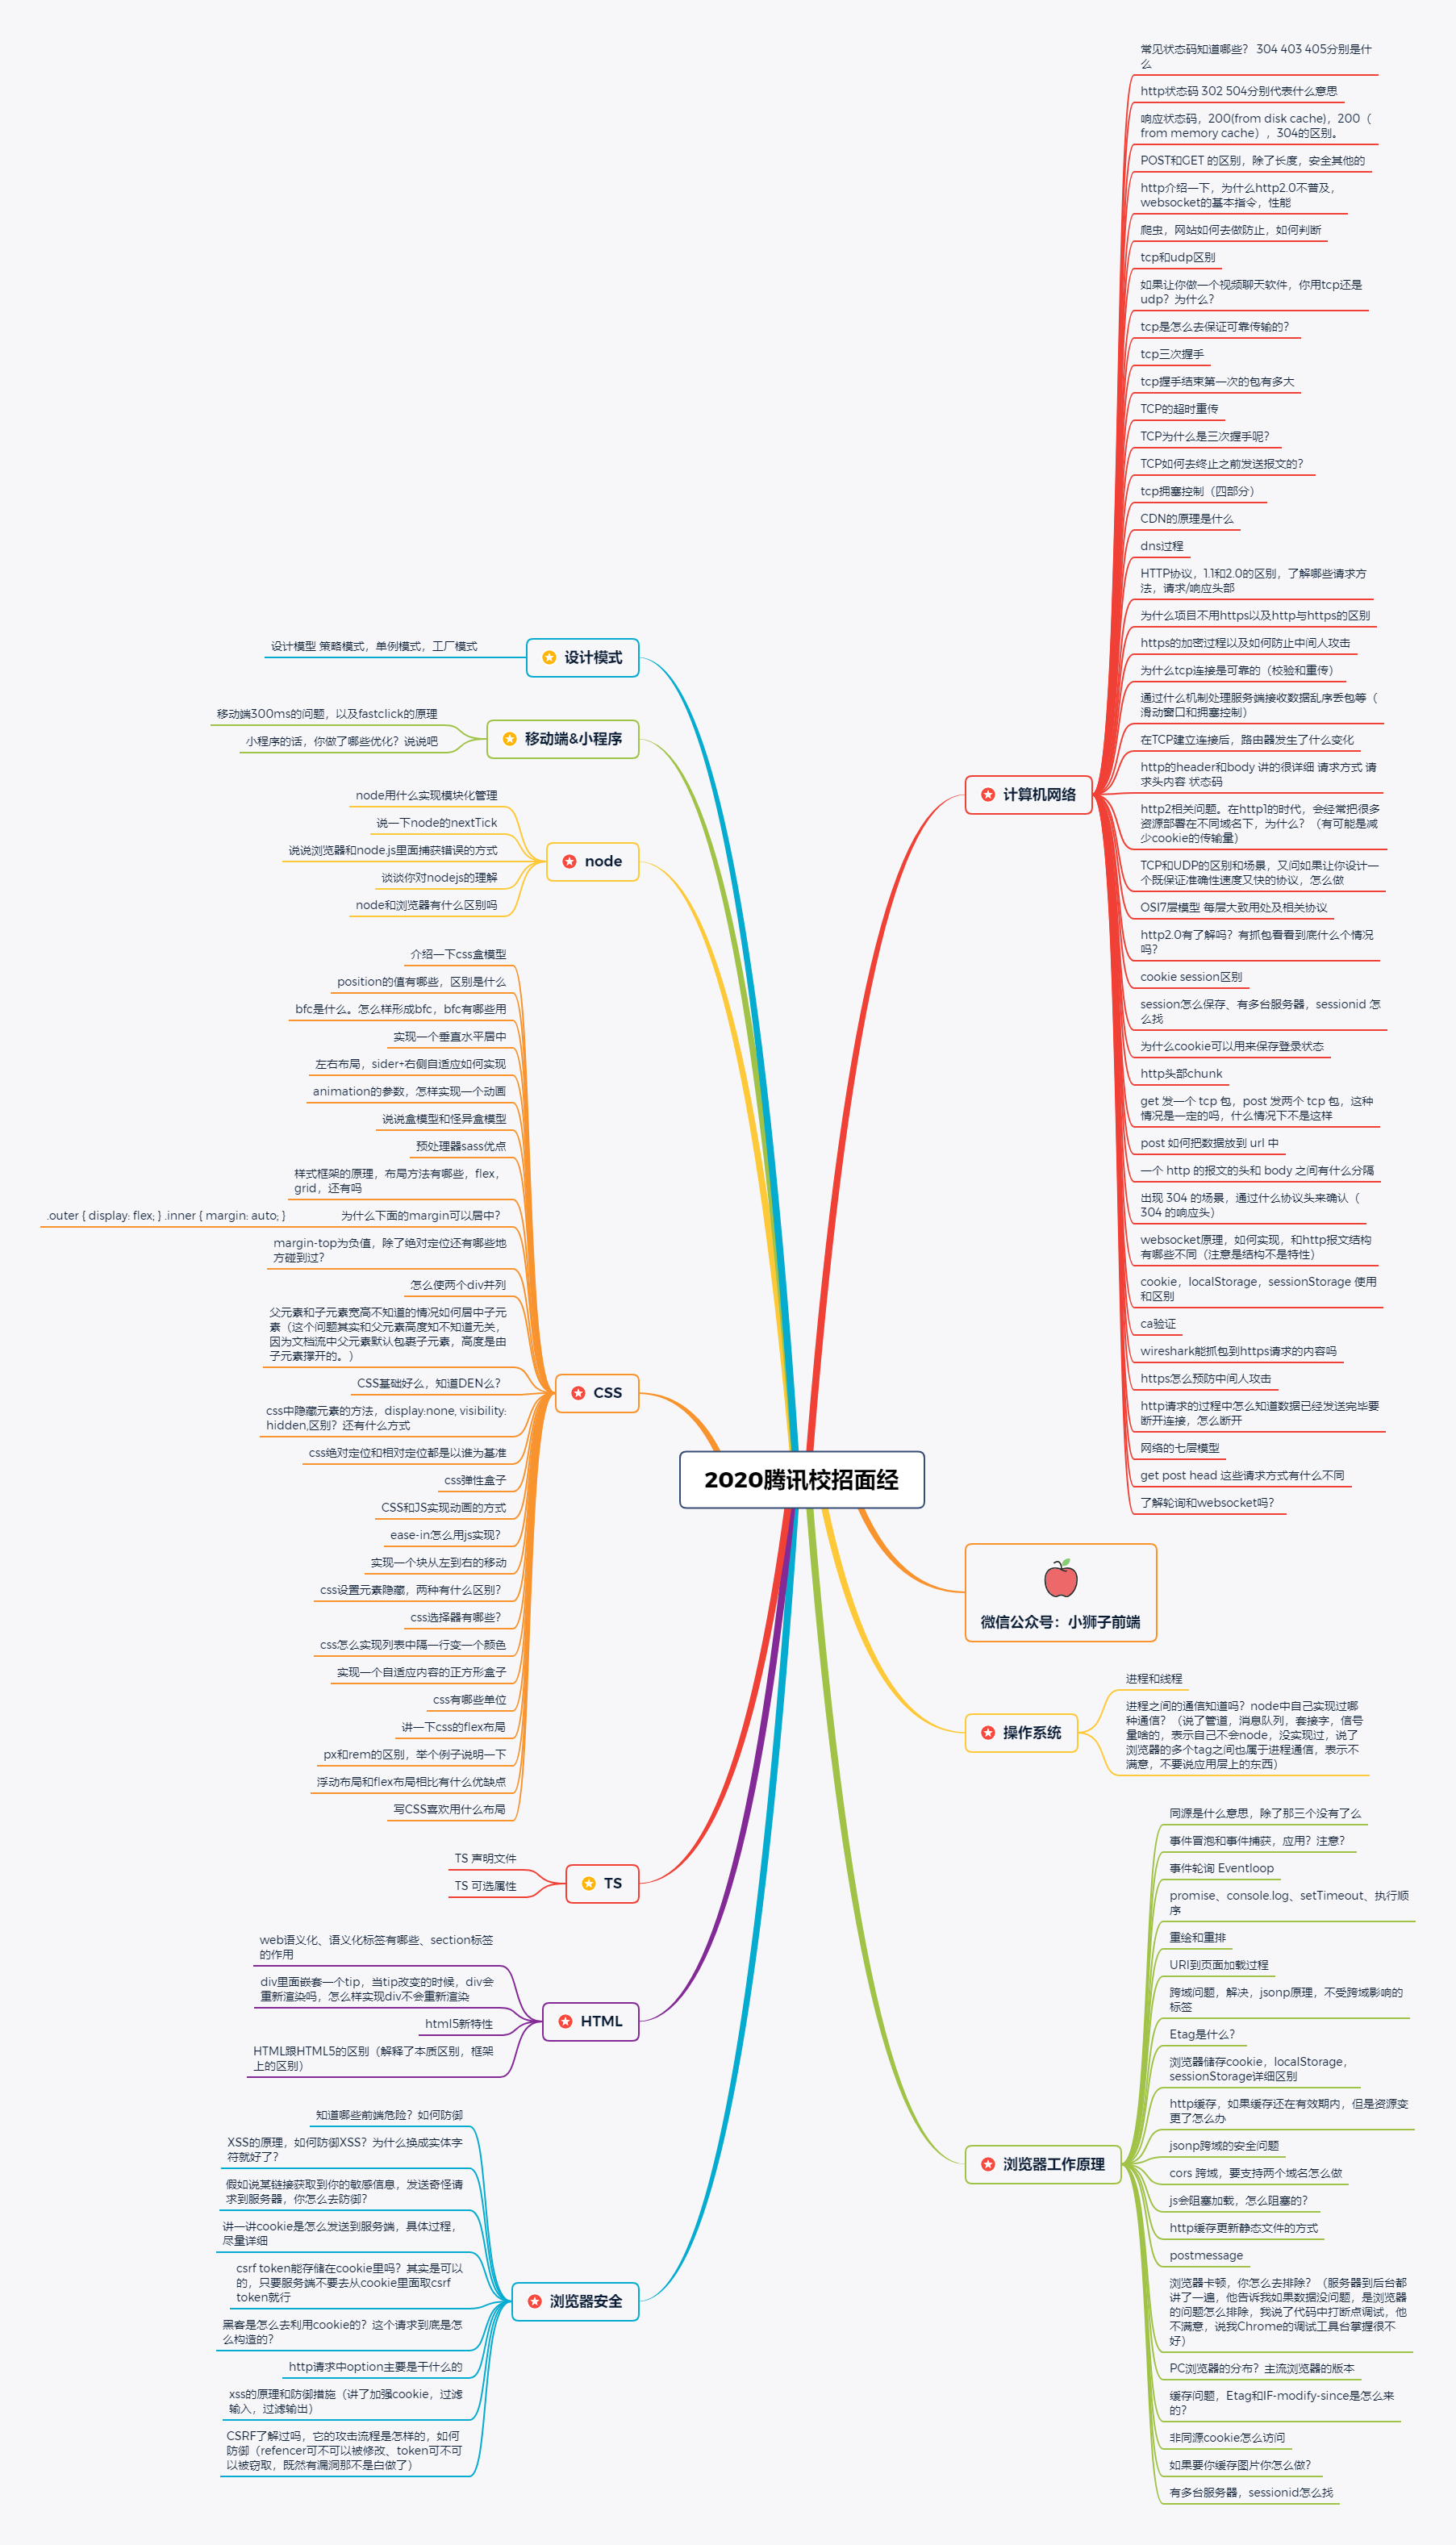 2020腾讯校招面经
计算机网络
常见状态码知道哪些? 304 403 405分别是什
么
http状态码 302 504分别代表什么意思
响应状态码，200(from disk cache)，200（
from memory cache），304的区别。
POST和GET 的区别，除了长度，安全其他的
http介绍一下，为什么http2.0不普及，
websocket的基本指令，性能
爬虫，网站如何去做防止，如何判断
tcp和udp区别
如果让你做一个视频聊天软件，你用tcp还是
udp？为什么？
tcp是怎么去保证可靠传输的？
tcp三次握手
tcp握手结束第一次的包有多大
TCP的超时重传
TCP为什么是三次握手呢？
TCP如何去终止之前发送报文的？
tcp拥塞控制（四部分）
CDN的原理是什么
dns过程
HTTP协议，1.1和2.0的区别，了解哪些请求方
法，请求/响应头部
为什么项目不用https以及http与https的区别
https的加密过程以及如何防止中间人攻击
为什么tcp连接是可靠的（校验和重传）
通过什么机制处理服务端接收数据乱序丢包等（
滑动窗口和拥塞控制）
在TCP建立连接后，路由器发生了什么变化
http的header和body 讲的很详细 请求方式 请
求头内容 状态码
http2相关问题。在http1的时代，会经常把很多
资源部署在不同域名下，为什么？（有可能是减
少cookie的传输量）
TCP和UDP的区别和场景，又问如果让你设计一
个既保证准确性速度又快的协议，怎么做
OSI7层模型 每层大致用处及相关协议
http2.0有了解吗？有抓包看看到底什么个情况
吗？
cookie session区别
session怎么保存、有多台服务器，sessionid 怎
么找
为什么cookie可以用来保存登录状态
http头部chunk
get 发一个 tcp 包，post 发两个 tcp 包，这种
情况是一定的吗，什么情况下不是这样
post 如何把数据放到 url 中
一个 http 的报文的头和 body 之间有什么分隔
出现 304 的场景，通过什么协议头来确认（
304 的响应头）
websocket原理，如何实现，和http报文结构
有哪些不同（注意是结构不是特性）
cookie，localStorage，sessionStorage 使用
和区别
ca验证
wireshark能抓包到https请求的内容吗
https怎么预防中间人攻击
http请求的过程中怎么知道数据已经发送完毕要
断开连接，怎么断开
网络的七层模型
get post head 这些请求方式有什么不同
了解轮询和websocket吗？
微信公众号：小狮子前端
操作系统
进程和线程
进程之间的通信知道吗？node中自己实现过哪
种通信？（说了管道，消息队列，套接字，信号
量啥的，表示自己不会node，没实现过，说了
浏览器的多个tag之间也属于进程通信，表示不
满意，不要说应用层上的东西）
浏览器工作原理
同源是什么意思，除了那三个没有了么
事件冒泡和事件捕获，应用？注意？
事件轮询 Eventloop
promise、console.log、setTimeout、执行顺
序
重绘和重排
URl到页面加载过程
跨域问题，解决，jsonp原理，不受跨域影响的
标签
Etag是什么？
浏览器储存cookie，localStorage，
sessionStorage详细区别
http缓存，如果缓存还在有效期内，但是资源变
更了怎么办
jsonp跨域的安全问题
cors 跨域，要支持两个域名怎么做
js会阻塞加载，怎么阻塞的？
http缓存更新静态文件的方式
postmessage
浏览器卡顿，你怎么去排除？（服务器到后台都
讲了一遍，他告诉我如果数据没问题，是浏览器
的问题怎么排除，我说了代码中打断点调试，他
不满意，说我Chrome的调试工具台掌握很不
好）
PC浏览器的分布？主流浏览器的版本
缓存问题，Etag和IF-modify-since是怎么来
的？
非同源cookie怎么访问
如果要你缓存图片你怎么做？
有多台服务器，sessionid怎么找
设计模式
设计模型 策略模式，单例模式，工厂模式
移动端&小程序
移动端300ms的问题，以及fastclick的原理
小程序的话，你做了哪些优化？说说吧
node
node用什么实现模块化管理
说一下node的nextTick
说说浏览器和node.js里面捕获错误的方式
谈谈你对nodejs的理解
node和浏览器有什么区别吗
CSS
介绍一下css盒模型
position的值有哪些，区别是什么
bfc是什么。怎么样形成bfc，bfc有哪些用
实现一个垂直水平居中
左右布局，sider+右侧自适应如何实现
animation的参数，怎样实现一个动画
说说盒模型和怪异盒模型
预处理器sass优点
样式框架的原理，布局方法有哪些，flex，
grid，还有吗
为什么下面的margin可以居中？
.outer { display: flex; } .inner { margin: auto; }
margin-top为负值，除了绝对定位还有哪些地
方碰到过？
怎么使两个div并列
父元素和子元素宽高不知道的情况如何居中子元
素（这个问题其实和父元素高度知不知道无关，
因为文档流中父元素默认包裹子元素，高度是由
子元素撑开的。）
CSS基础好么，知道DEN么？
css中隐藏元素的方法，display:none, visibility:
hidden,区别？还有什么方式
css绝对定位和相对定位都是以谁为基准
css弹性盒子
CSS和JS实现动画的方式
ease-in怎么用js实现？
实现一个块从左到右的移动
css设置元素隐藏，两种有什么区别？
css选择器有哪些？
css怎么实现列表中隔一行变一个颜色
实现一个自适应内容的正方形盒子
css有哪些单位
讲一下css的flex布局
px和rem的区别，举个例子说明一下
浮动布局和flex布局相比有什么优缺点
写CSS喜欢用什么布局
TS
TS 声明文件
TS 可选属性
HTML
web语义化、语义化标签有哪些、section标签
的作用
div里面嵌套一个tip，当tip改变的时候，div会
重新渲染吗，怎么样实现div不会重新渲染
html5新特性
HTML跟HTML5的区别（解释了本质区别，框架
上的区别）
浏览器安全
知道哪些前端危险？如何防御
XSS的原理，如何防御XSS？为什么换成实体字
符就好了？
假如说某链接获取到你的敏感信息，发送奇怪请
求到服务器，你怎么去防御？
讲一讲cookie是怎么发送到服务端，具体过程，
尽量详细
csrf token能存储在cookie里吗？其实是可以
的，只要服务端不要去从cookie里面取csrf
token就行
黑客是怎么去利用cookie的？这个请求到底是怎
么构造的？
http请求中option主要是干什么的
xss的原理和防御措施（讲了加强cookie，过滤
输入，过滤输出）
CSRF了解过吗，它的攻击流程是怎样的，如何
防御（refencer可不可以被修改、token可不可
以被窃取，既然有漏洞那不是白做了）